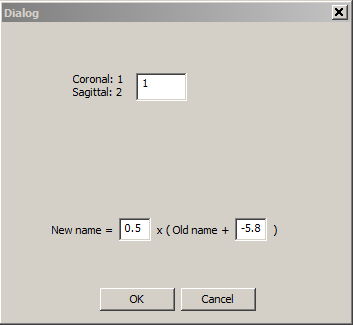 Dialog
Coronal: 1
Sagittal: 2
1
New name = 0.5 x ( Old name + -5.8 )
OK Cancel